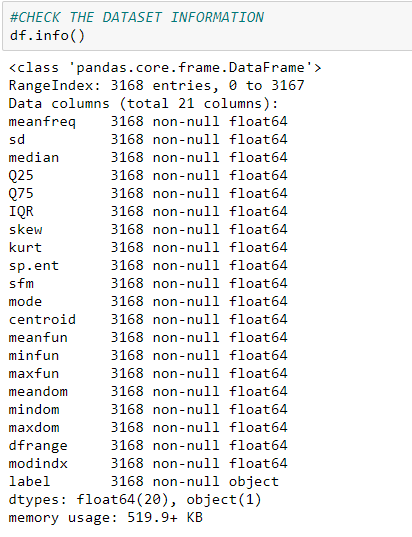 #CHECK THE DATASET INFORMATION
df.info()
<class 'pandas.core.frame.DataFrame'>
RangeIndex: 3168 entries, 0 to 3167
Data columns (total 21 columns):
meanfreq    3168 non-null float64
sd          3168 non-null float64
median      3168 non-null float64
Q25         3168 non-null float64
Q75         3168 non-null float64
IQR         3168 non-null float64
skew        3168 non-null float64
kurt        3168 non-null float64
sp.ent      3168 non-null float64
sfm         3168 non-null float64
mode        3168 non-null float64
centroid    3168 non-null float64
meanfun     3168 non-null float64
minfun      3168 non-null float64
maxfun      3168 non-null float64
meandom     3168 non-null float64
mindom      3168 non-null float64
maxdom      3168 non-null float64
dfrange     3168 non-null float64
modindx     3168 non-null float64
label       3168 non-null object
dtypes: float64(20), object(1)
memory usage: 519.9+ KB